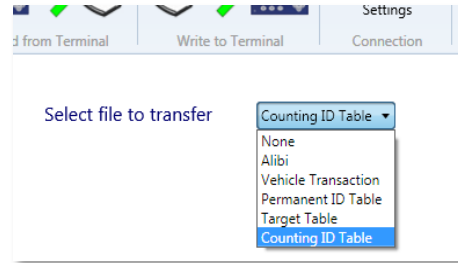 Settings
d from Terminal
Write to Terminal
Connection
Select file to transfer
Counting ID Table
None
Alibi
Vehicle Transaction
Permanent ID Table
Target Table
Counting ID Table